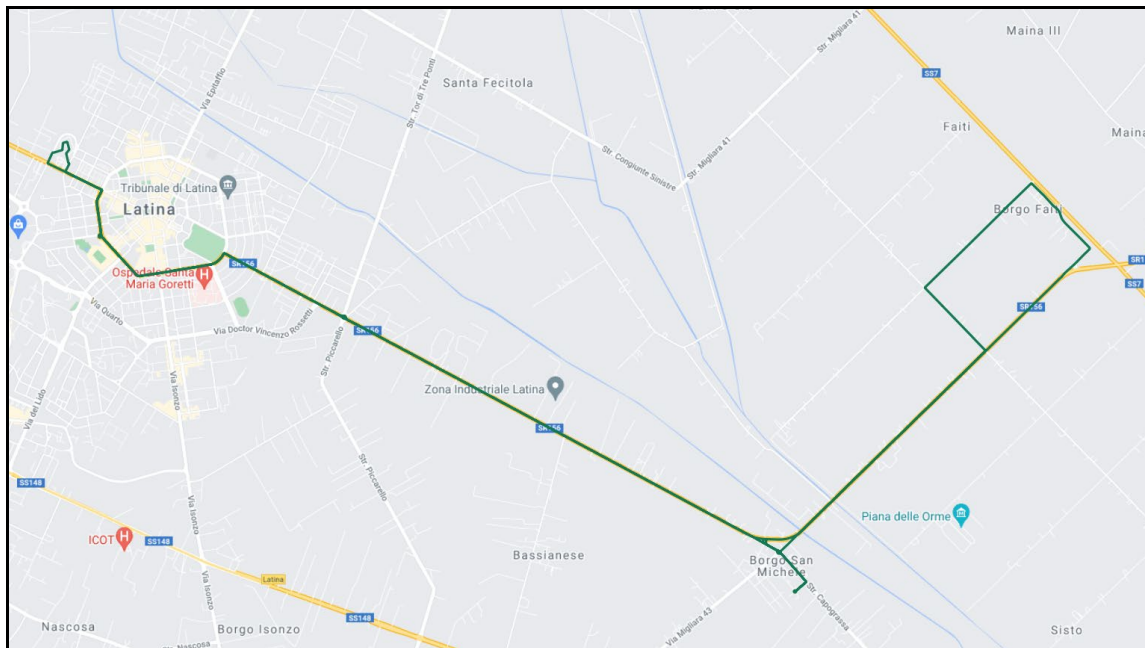 Maina III
Str. Migliara 41
SS7
Santa Fecitola
Via Epitaffio
Str. Tor di Tre Ponti
Faiti
Maina
Str. Congiunte Sinistre
Str. Migliara 41
Tribunale di Latina
Latina
Borgo Faiti
SR156
Ospedale Santa
Maria Goretti
H
SR1
SS7
Via Quarto
Via Doctor Vincenzo Rossetti
SR156
SR156
Str. Piccarello
Via Isonzo
Via del Lido
Zona Industriale Latina
SR156
Str. Piccarello
SS148
Via Isonzo
Piana delle Orme
ICOT
H
SS148
Bassianese
Borgo San
Michele
Latina
Via Isonzo
Str. Capograssa
SS148
Nascosa
Borgo Isonzo
Via Migliara 43
Sisto
Str. Nascosa